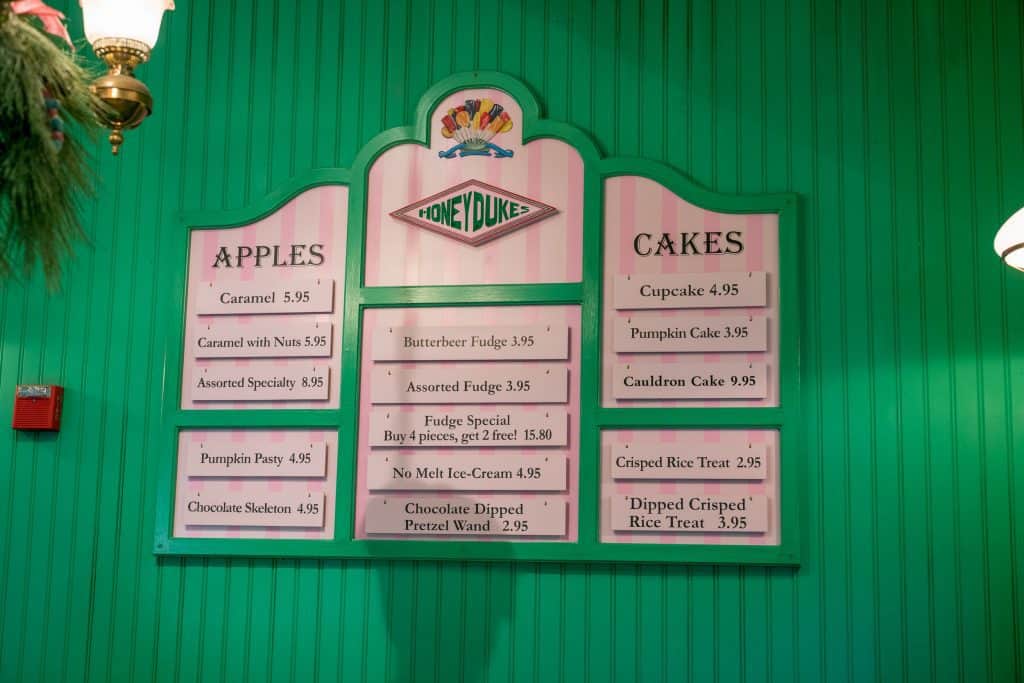 HONEYDUKES
APPLES
Caramel 5.95
Caramel with Nuts 5.95
Assorted Specialty 8.95
Pumpkin Pasty 4.95
Chocolate Skeleton 4.95
Butterbeer Fudge 3.95
Assorted Fudge 3.95
Fudge Special
Buy 4 pieces, get 2 free! 15.80
No Melt Ice-Cream 4.95
Chocolate Dipped
Pretzel Wand 2.95
CAKES
Cupcake 4.95
Pumpkin Cake 3.95
Cauldron Cake 9.95
Crisped Rice Treat 2.95
Dipped Crisped
Rice Treat 3.95